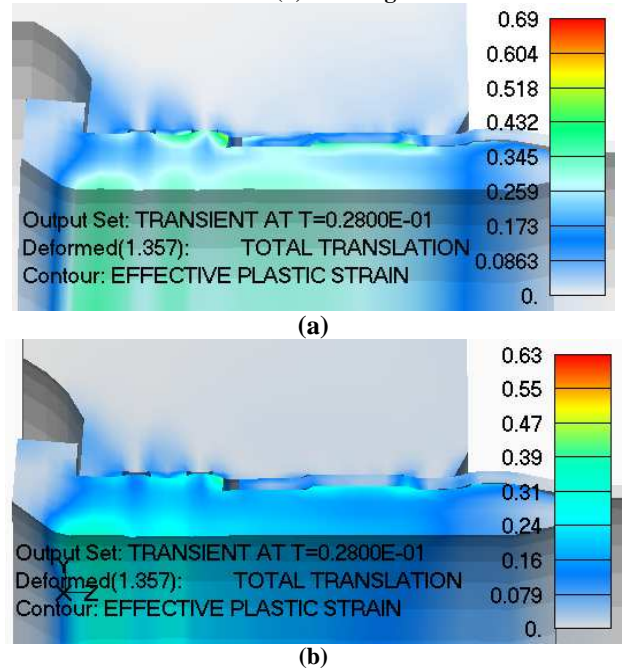 0.69
0.604
0.518
0.432
0.345
0.259
0.173
0.0863
0.
Output Set: TRANSIENT AT T=0.2800E-01
Deformed(1.357): TOTAL TRANSLATION
Contour: EFFECTIVE PLASTIC STRAIN
(a)
0.63
0.55
0.47
0.39
0.31
0.24
0.16
0.079
0.
Output Set: TRANSIENT AT T=0.2800E-01
Deformed(1.357): TOTAL TRANSLATION
Contour: EFFECTIVE PLASTIC STRAIN
Y
X
Z
(b)